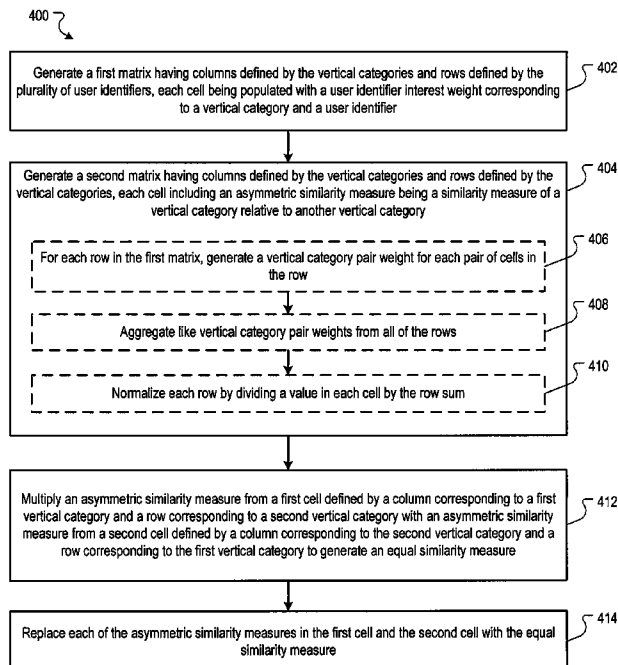 400
Generate a first matrix having columns defined by the vertical categories and rows defined by the
plurality of user identifiers, each cell being populated with a user identifier interest weight corresponding
to a vertical category and a user identifier
402
Generate a second matrix having columns defined by the vertical categories and rows defined by the
vertical categories, each cell including an asymmetric similarity measure being a similarity measure of a
vertical category relative to another vertical category
404
For each row in the first matrix, generate a vertical category pair weight for each pair of cells in
the row
406
Aggregate like vertical category pair weights from all of the rows
408
Normalize each row by dividing a value in each cell by the row sum
410
Multiply an asymmetric similarity measure from a first cell defined by a column corresponding to a first
vertical category and a row corresponding to a second vertical category with an asymmetric similarity
measure from a second cell defined by a column corresponding to the second vertical category and a
row corresponding to the first vertical category to generate an equal similarity measure
412
Replace each of the asymmetric similarity measures in the first cell and the second cell with the equal
similarity measure
414